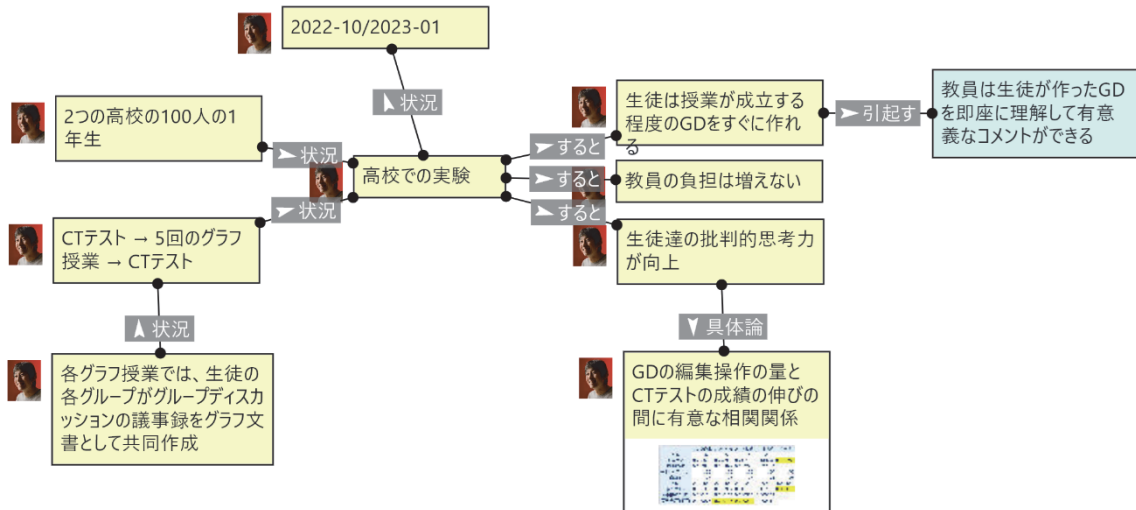 2022-10/2023-01
状況
2つの高校の100人の1
年生
状況
高校での実験
状況
CTテスト → 5回のグラフ
授業 → CTテスト
状況
各グラフ授業では、生徒の
各グループがグループディスカ
ッションの議事録をグラフ文
書として共同作成
すると
生徒は授業が成立する
程度のGDをすぐに作れ
る
引起す
教員は生徒が作ったGD
を即座に理解して有意
義なコメントができる
すると
教員の負担は増えない
すると
生徒達の批判的思考力
が向上
具体論
GDの編集操作の量と
CTテストの成績の伸びの
間に有意な相関関係